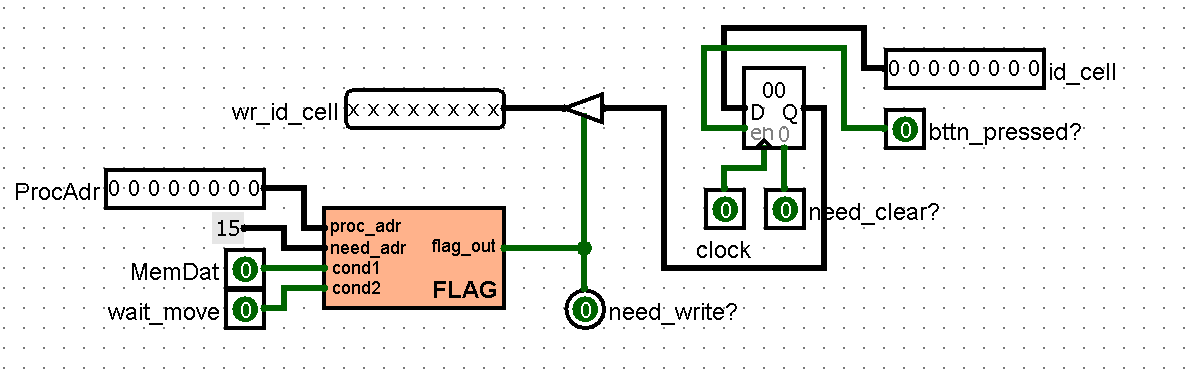 0 0 0 0 0 0 0 0 id_cell
00
wr_id_cell x x x x x x x x
D Q
en 0
0 bttn_pressed?
ProcAdr 0 0 0 0 0 0 0 0
0 0 need_clear?
15
proc_adr
need_adr flag_out
clock
MemDat 0 cond1
cond2 FLAG
wait_move 0
0 need_write?